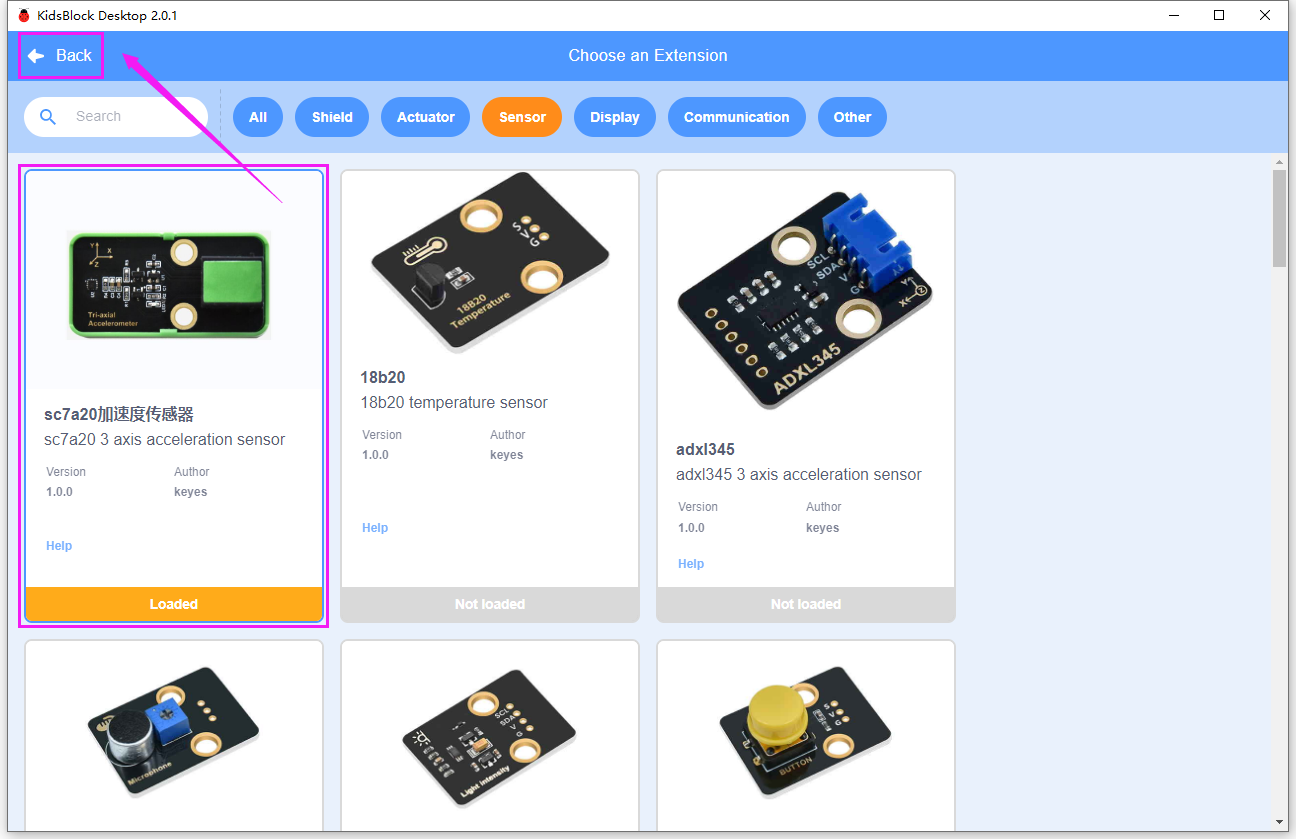 KidsBlock Desktop 2.0.1
Back
Choose an Extension
Search
All
Shield
Actuator
Sensor
Display
Communication
Other
Y
X
Z
Tri-axial
Accelerometer
sc7a20加速度传感器
sc7a20 3 axis acceleration sensor
Version
Author
1.0.0
keyes
Help
Loaded
S
V
G
18B20
Temperature
18b20
18b20 temperature sensor
Version
Author
1.0.0
keyes
Help
Not loaded
SCL
SDA
V
G
Y
X
Z
ADXL345
adxl345
adxl345 3 axis acceleration sensor
Version
Author
1.0.0
keyes
Help
Not loaded
Microphone
SCL
SDA
V
G
Light intensity
S
V
G
BUTTON